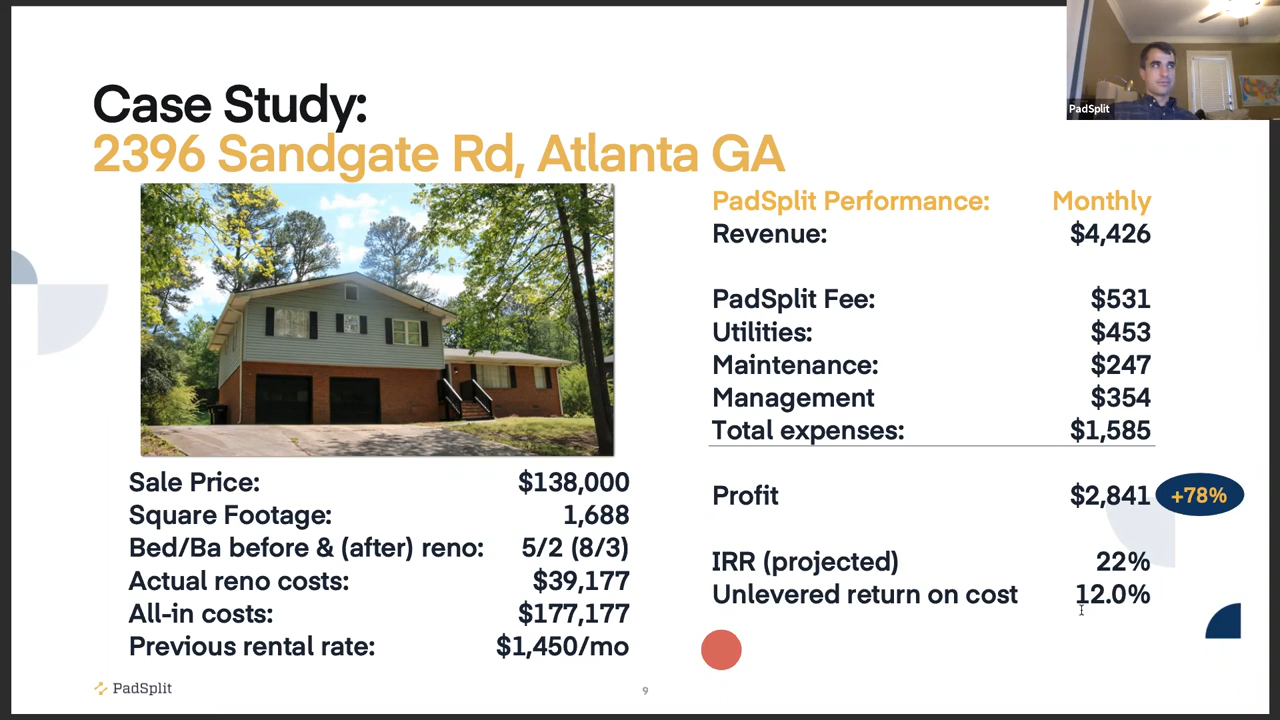 PadSplit
Case Study:
2396 Sandgate Rd, Atlanta GA
Sale Price: $138,000
Square Footage: 1,688
Bed/Ba before & (after) reno: 5/2 (8/3)
Actual reno costs: $39,177
All-in costs: $177,177
Previous rental rate: $1,450/mo
PadSplit Performance: Monthly
Revenue: $4,426
PadSplit Fee: $531
Utilities: $453
Maintenance: $247
Management $354
Total expenses: $1,585
Profit $2,841 +78%
IRR (projected) 22%
Unlevered return on cost 12.0%
PadSplit
9